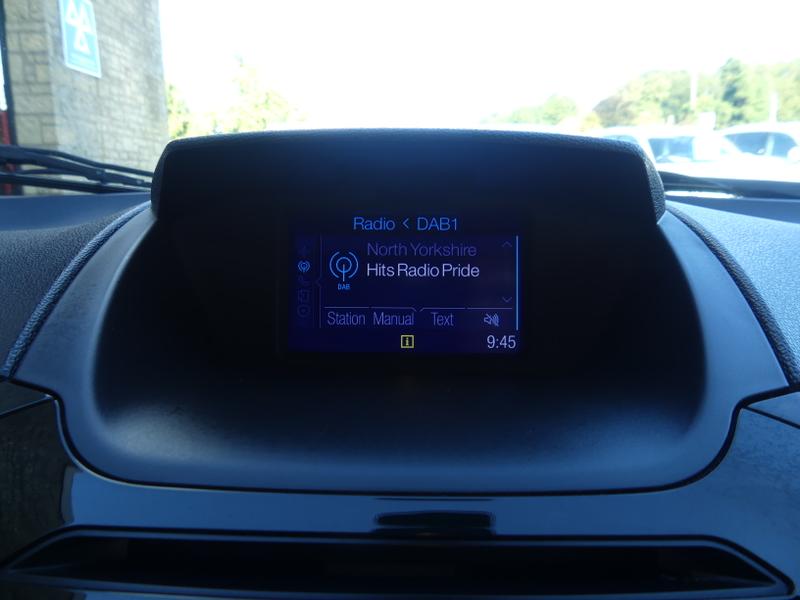 Radio < DAB1
North Yorkshire
Hits Radio Pride
DAB
Station Manual Text
i 9:45